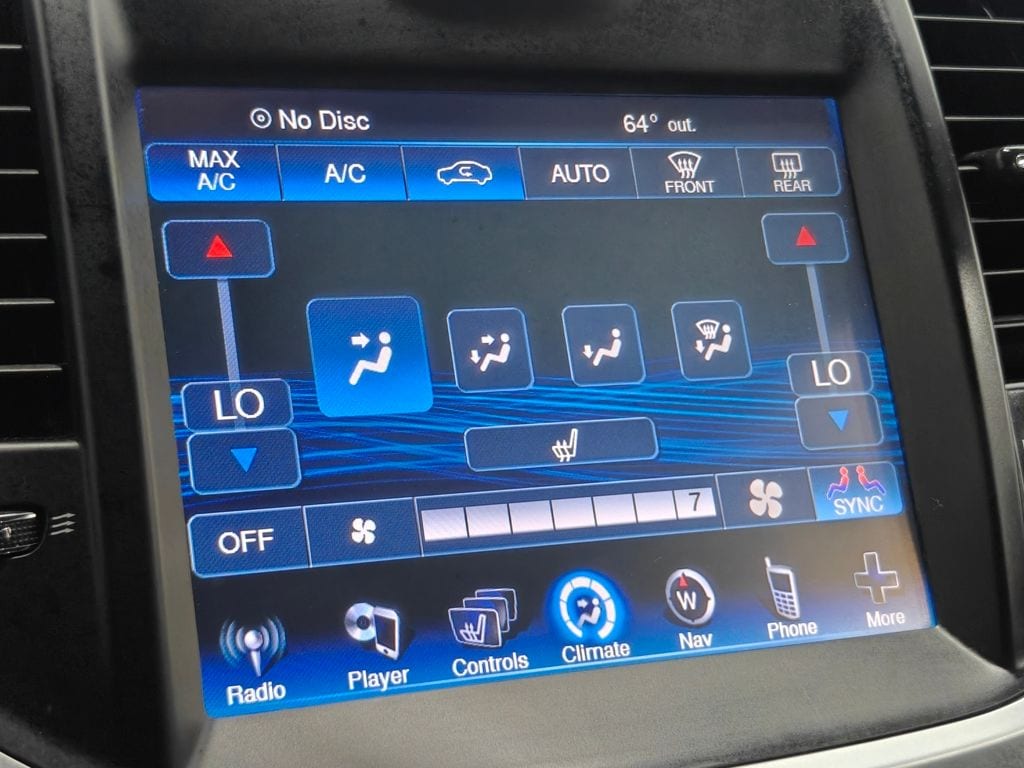 No Disc
64° out.
MAX
A/C
A/C
AUTO
FRONT
REAR
LO
LO
OFF
7
SYNC
Radio
Player
Controls
Climate
W
Nav
Phone
More